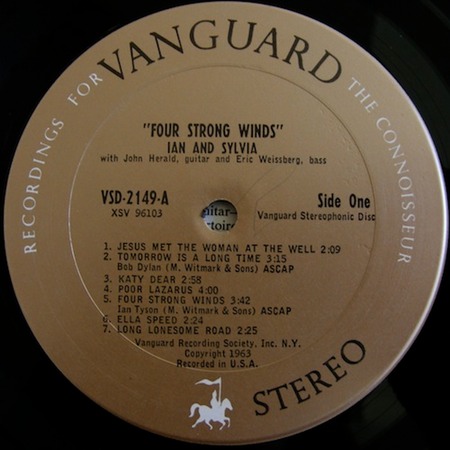 RECORDINGS FOR VANGUARD THE CONNOISSEUR
"FOUR STRONG WINDS"
IAN AND SYLVIA
with John Herald, guitar and Eric Weissberg, bass
VSD-2149-A
XSV 96103
Side One
Vanguard Stereophonic Disc
1. JESUS MET THE WOMAN AT THE WELL 2:09
2. TOMORROW IS A LONG TIME 3:15
Bob Dylan (M. Witmark & Sons) ASCAP
3. KATY DEAR 2:58
4. POOR LAZARUS 4:00
5. FOUR STRONG WINDS 3:42
Ian Tyson (M. Witmark & Sons) ASCAP
6. ELLA SPEED 2:24
7. LONG LONESOME ROAD 2:25
Vanguard Recording Society, Inc. N.Y.
Copyright 1963
Recorded in U.S.A.
STEREO